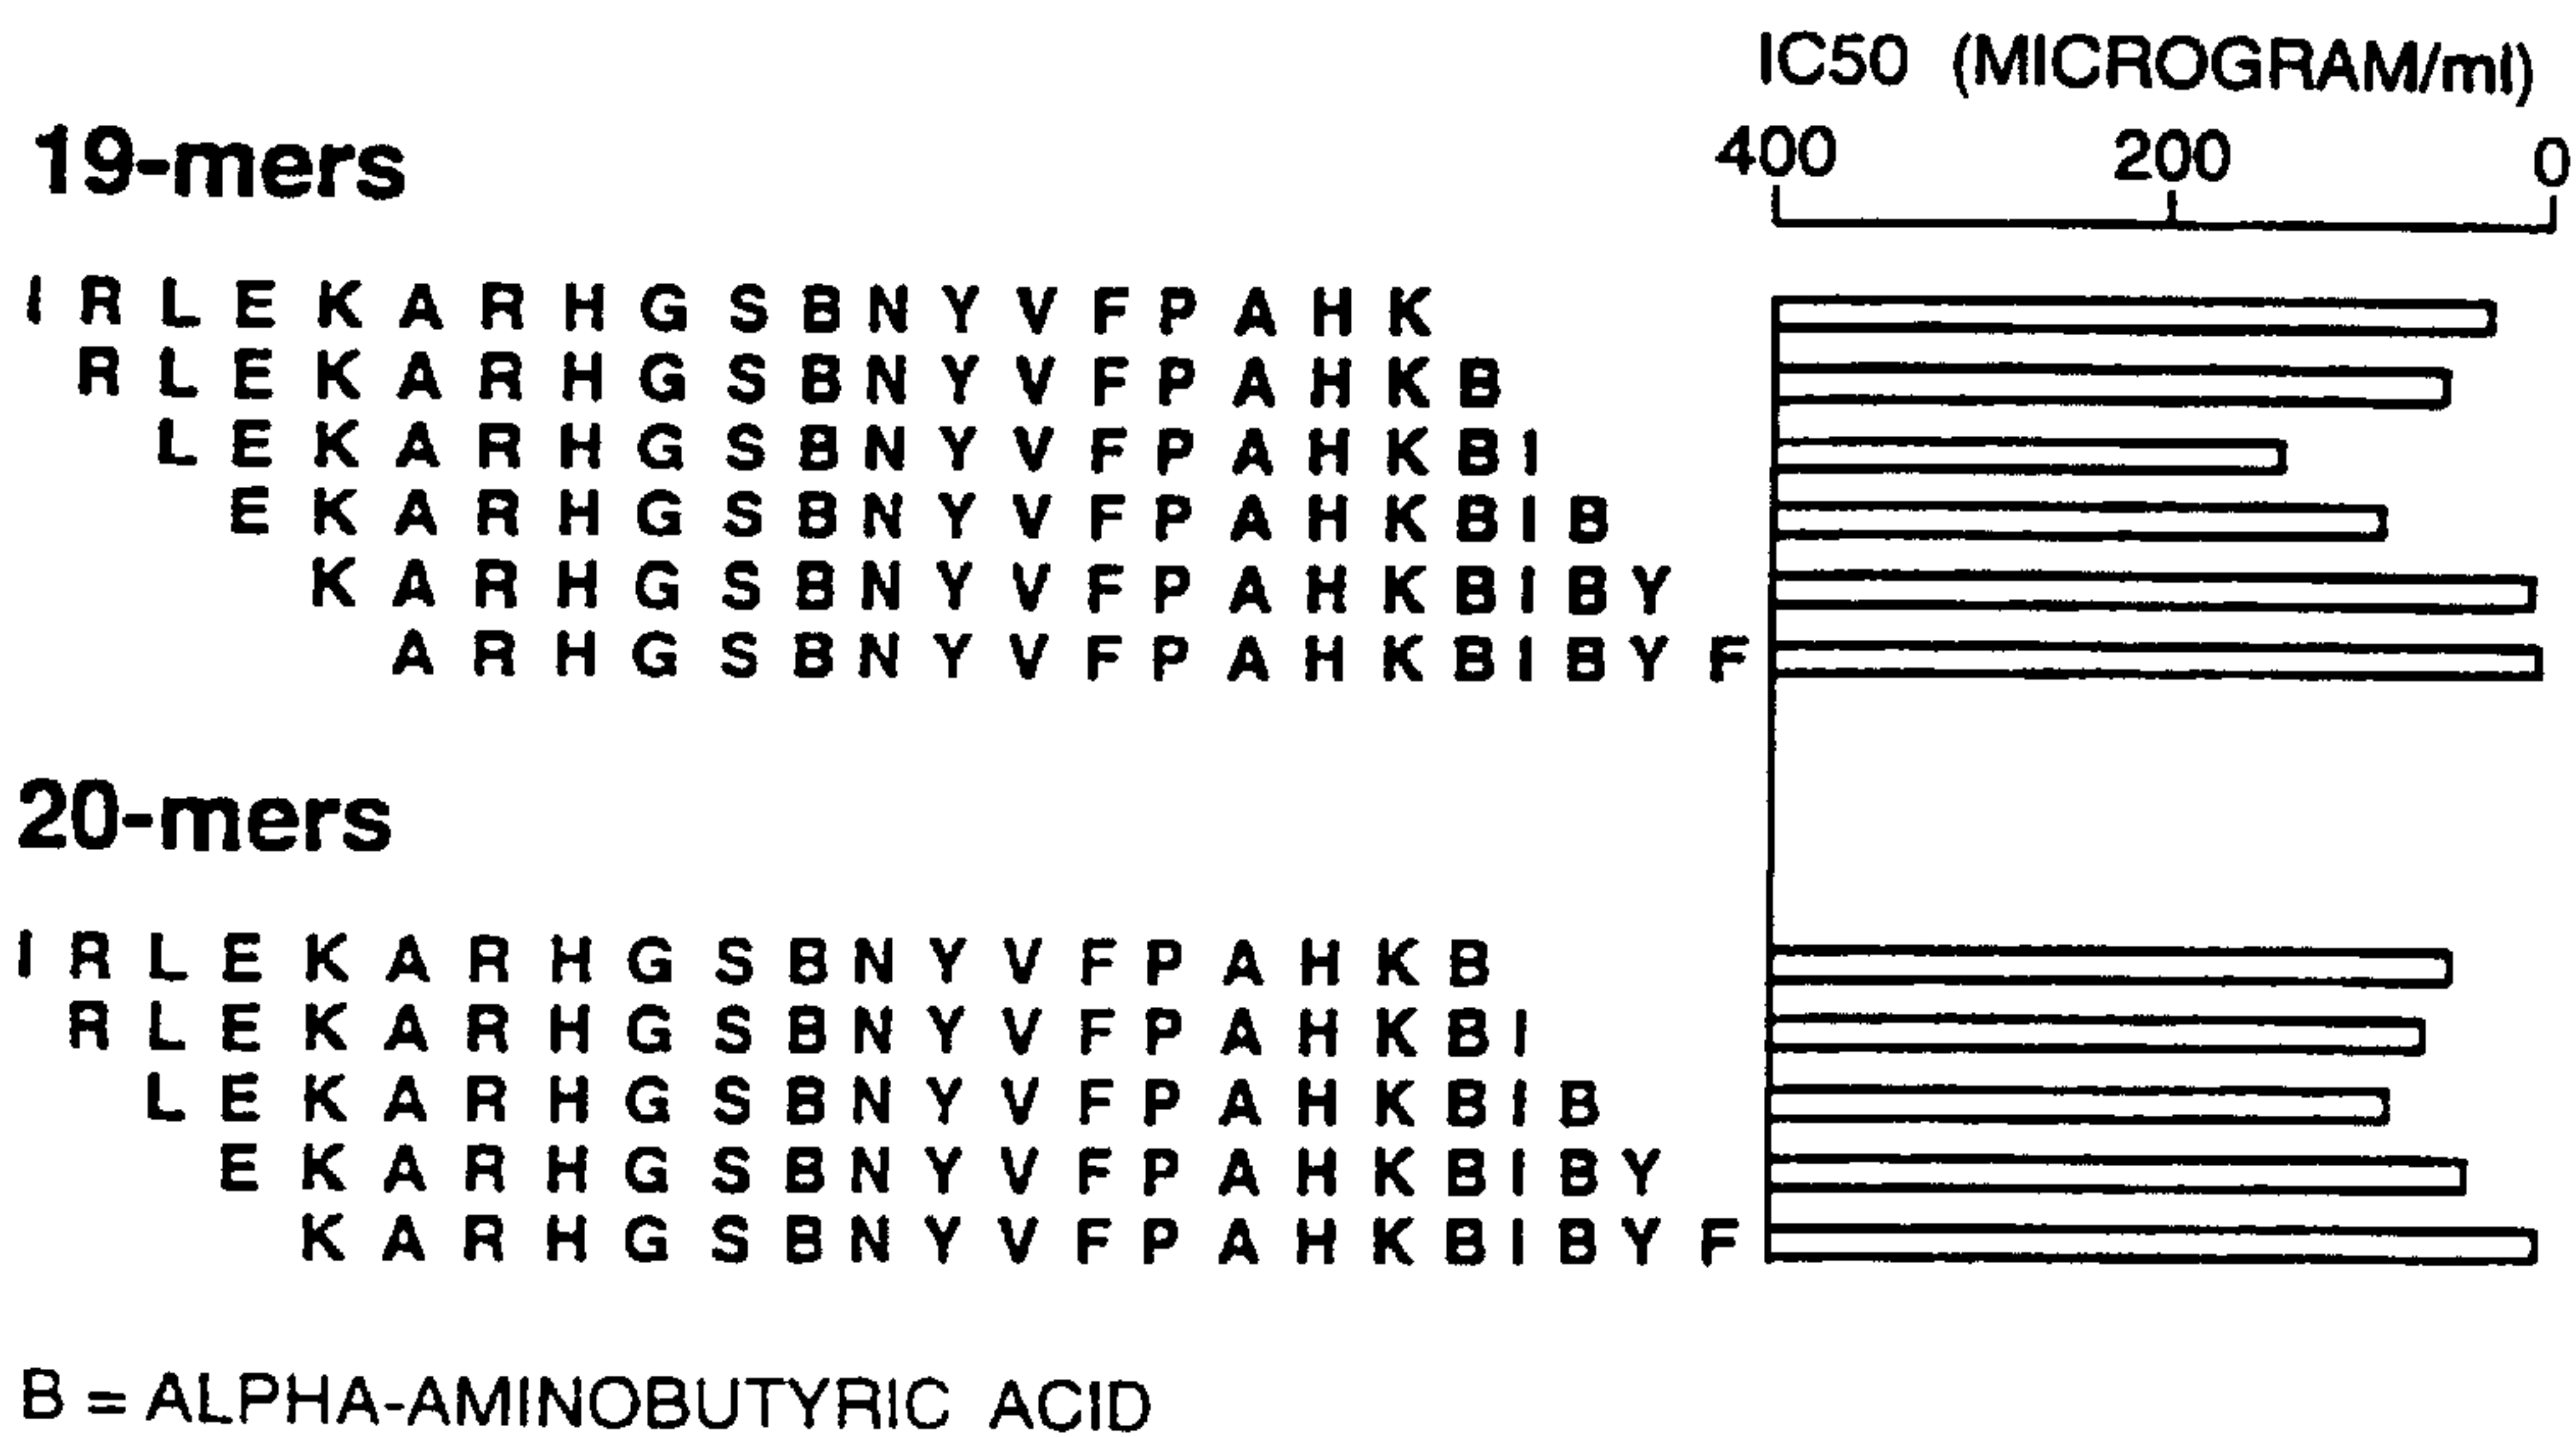 IC50 (MICROGRAM/ml)
19-mers
400 200 0
I R L E K A R H G S B N Y V F P A H K
R L E K A R H G S B N Y V F P A H K B
L E K A R H G S B N Y V F P A H K B I
E K A R H G S B N Y V F P A H K B I B
K A R H G S B N Y V F P A H K B I B Y
A R H G S B N Y V F P A H K B I B Y F
20-mers
I R L E K A R H G S B N Y V F P A H K B
R L E K A R H G S B N Y V F P A H K B I
L E K A R H G S B N Y V F P A H K B I B
E K A R H G S B N Y V F P A H K B I B Y
K A R H G S B N Y V F P A H K B I B Y F
B = ALPHA-AMINOBUTYRIC ACID